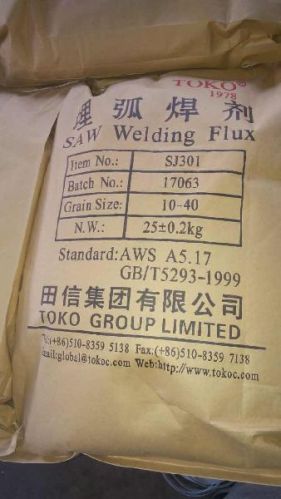 TOKO®
1978
埋弧焊剂
SAW Welding Flux
Item No.: SJ301
Batch No.: 17063
Grain Size: 10-40
N.W.: 25±0.2kg
Standard:AWS A5.17
GB/T5293-1999
田信集团有限公司
TOKO GROUP LIMITED
Tel:(+86)510-8359 5138 Fax:(+86)510-8359 7138
Email:global@tokoc.com Web:http://www.tokoc.com